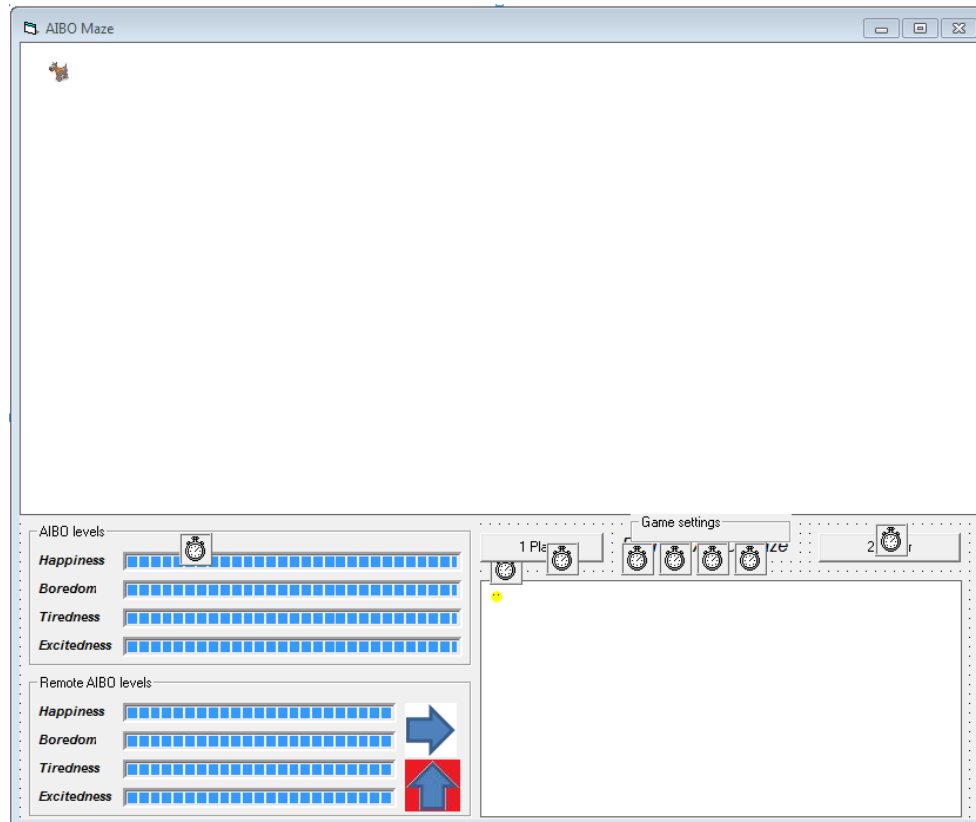 AIBO Maze
AIBO levels
Happiness
Boredom
Tiredness
Excitedness
Remote AIBO levels
Happiness
Boredom
Tiredness
Excitedness
Game settings
1 Pla
2